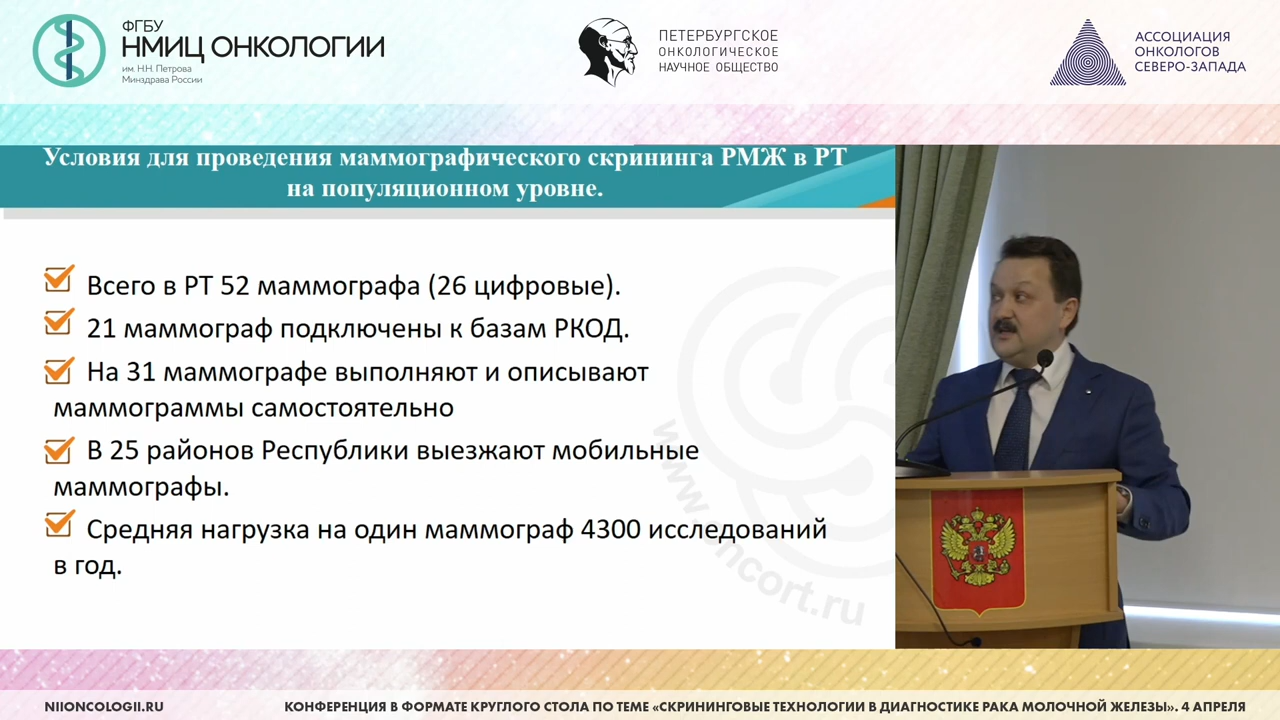 ФГБУ
НМИЦ ОНКОЛОГИИ
им. Н.Н. Петрова
Минздрава России
ПЕТЕРБУРГСКОЕ
ОНКОЛОГИЧЕСКОЕ
НАУЧНОЕ ОБЩЕСТВО
АССОЦИАЦИЯ
ОНКОЛОГОВ
СЕВЕРО-ЗАПАДА
Условия для проведения маммографического скрининга РМЖ в РТ
на популяционном уровне.
Всего в РТ 52 маммографа (26 цифровые).
21 маммограф подключены к базам РКОД.
На 31 маммографе выполняют и описывают
маммограммы самостоятельно
В 25 районов Республики выезжают мобильные
маммографы.
Средняя нагрузка на один маммограф 4300 исследований
в год.
NIIONCOLOGII.RU
КОНФЕРЕНЦИЯ В ФОРМАТЕ КРУГЛОГО СТОЛА ПО ТЕМЕ «СКРИНИНГОВЫЕ ТЕХНОЛОГИИ В ДИАГНОСТИКЕ РАКА МОЛОЧНОЙ ЖЕЛЕЗЫ». 4 АПРЕЛЯ